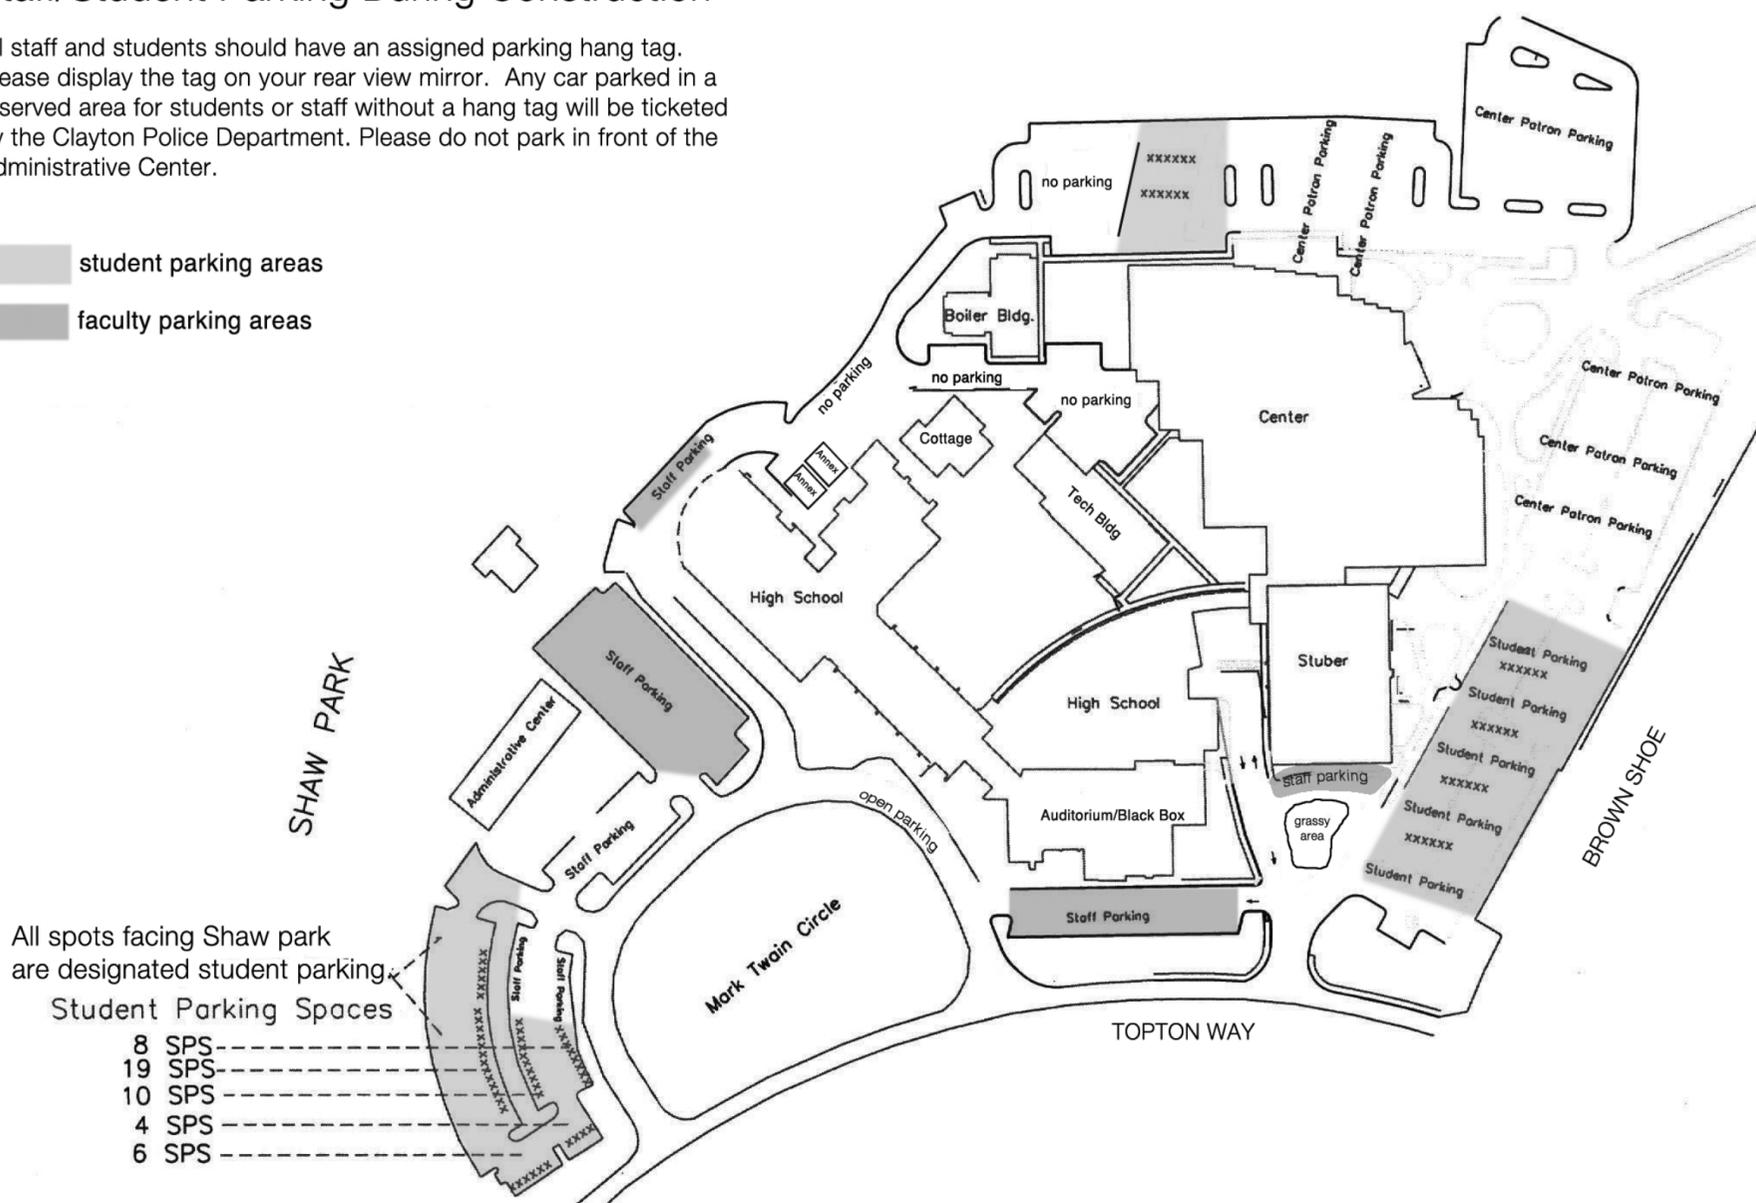 Student Parking During Construction
staff and students should have an assigned parking hang tag.
ease display the tag on your rear view mirror. Any car parked in a
served area for students or staff without a hang tag will be ticketed
the Clayton Police Department. Please do not park in front of the
dministrative Center.
student parking areas
faculty parking areas
Center Patron Parking
no parking
xxxxxx
xxxxxx
Center Patron Parking
Center Patron Parking
Boiler Bldg.
no parking
no parking
no parking
Center
Center Patron Parking
Center Patron Parking
Center Patron Parking
Cottage
Annex
Annex
Staff Parking
Tech Bldg
High School
Staff Parking
Stuber
Student Parking
xxxxxx
Student Parking
xxxxxx
Student Parking
xxxxxx
Student Parking
xxxxxx
Student Parking
High School
SHAW PARK
Administrative Center
BROWN SHOE
staff parking
grassy
area
open parking
Auditorium/Black Box
Staff Parking
Staff Parking
Mark Twain Circle
All spots facing Shaw park
are designated student parking
Staff Parking
Staff Parking
Student Parking Spaces
8 SPS
19 SPS
10 SPS
4 SPS
6 SPS
xxxx
xxxxxx
TOPTON WAY